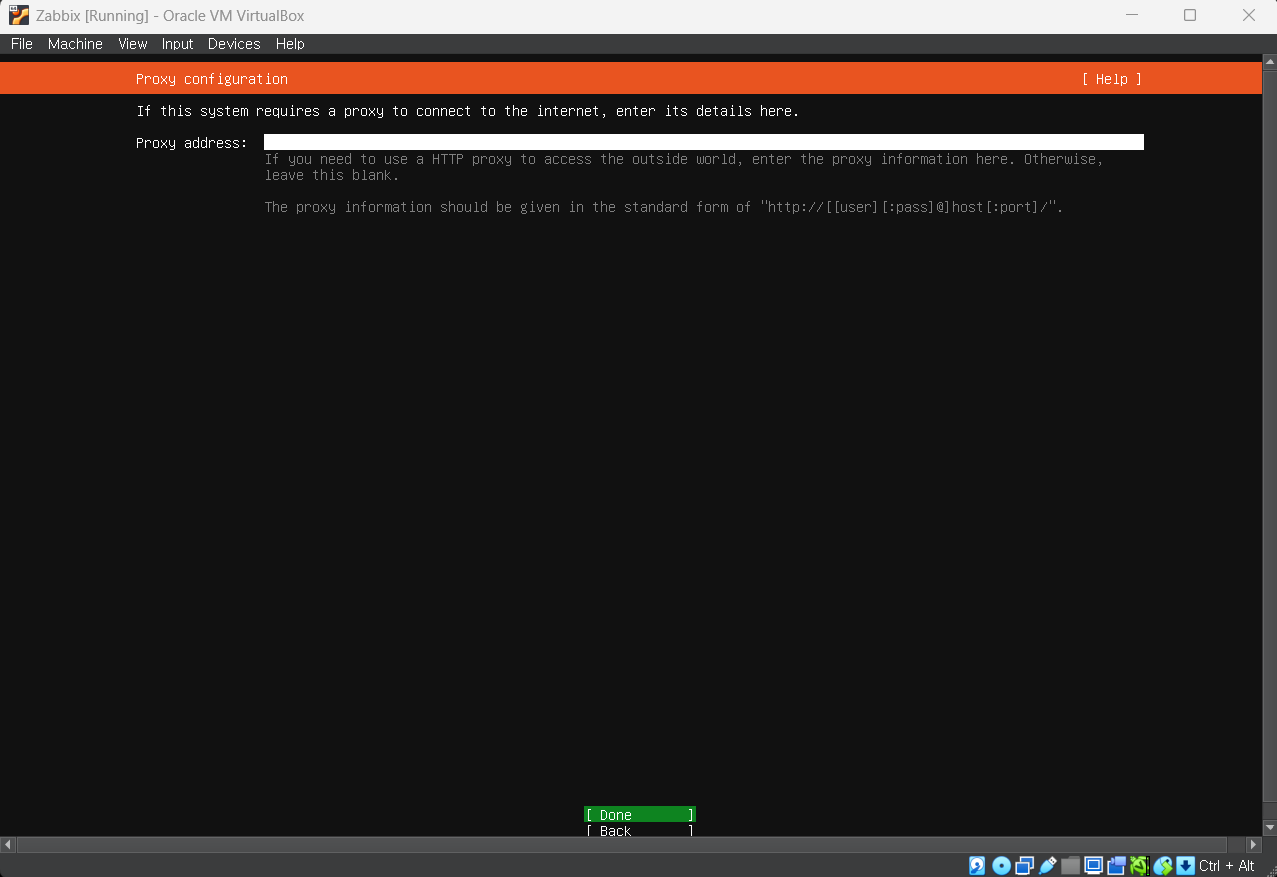 Zabbix [Running] - Oracle VM VirtualBox
File Machine View Input Devices Help
Proxy configuration [ Help ]
If this system requires a proxy to connect to the internet, enter its details here.
Proxy address:
If you need to use a HTTP proxy to access the outside world, enter the proxy information here. Otherwise,
leave this blank.
The proxy information should be given in the standard form of "http://[[user][:pass]@]host[:port]/".
[ Done ]
[ Back ]
Ctrl + Alt